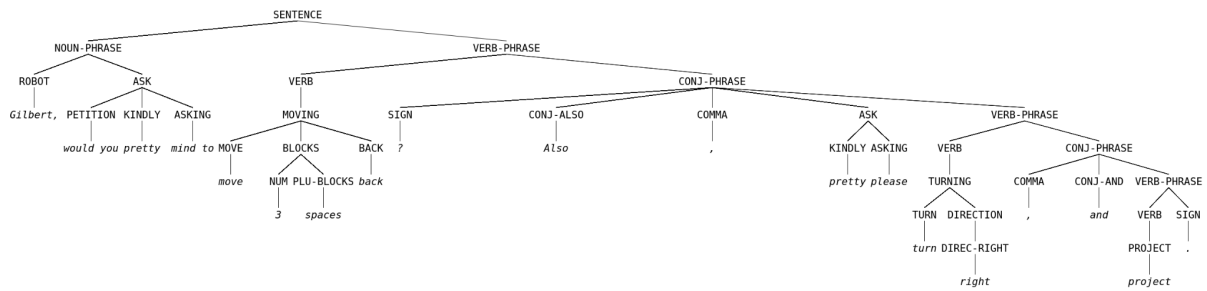 SENTENCE
NOUN-PHRASE VERB-PHRASE
ROBOT ASK VERB CONJ-PHRASE
Gilbert, PETITION KINDLY ASKING MOVING SIGN CONJ-ALSO COMMA ASK VERB-PHRASE
would you pretty mind to MOVE BLOCKS BACK ? Also , KINDLY ASKING VERB CONJ-PHRASE
move NUM PLU-BLOCKS back pretty please TURNING COMMA CONJ-AND VERB-PHRASE
3 spaces TURN DIRECTION , and VERB SIGN
turn DIREC-RIGHT PROJECT .
right project